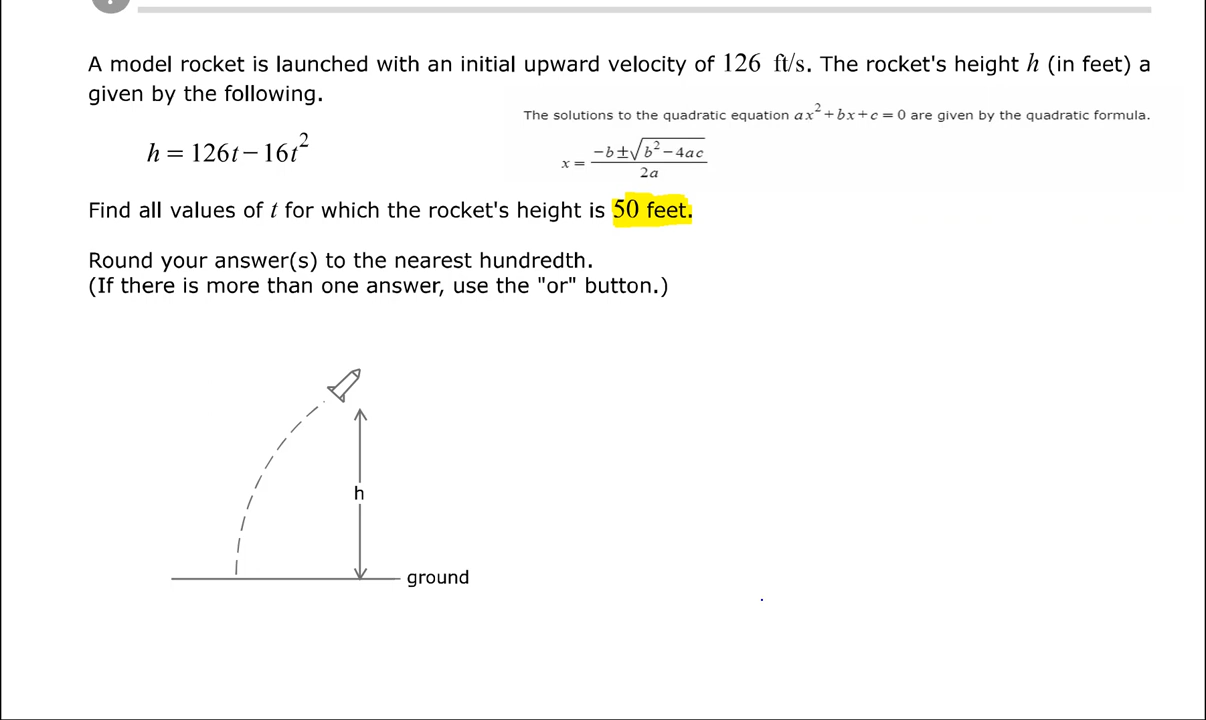 A model rocket is launched with an initial upward velocity of 126 ft/s. The rocket's height h (in feet) a
given by the following.
The solutions to the quadratic equation ax² + bx + c = 0 are given by the quadratic formula.
h = 126t − 16t²
x = (−b ± √(b² − 4ac)) / 2a
Find all values of t for which the rocket's height is 50 feet.
Round your answer(s) to the nearest hundredth.
(If there is more than one answer, use the "or" button.)
h
ground